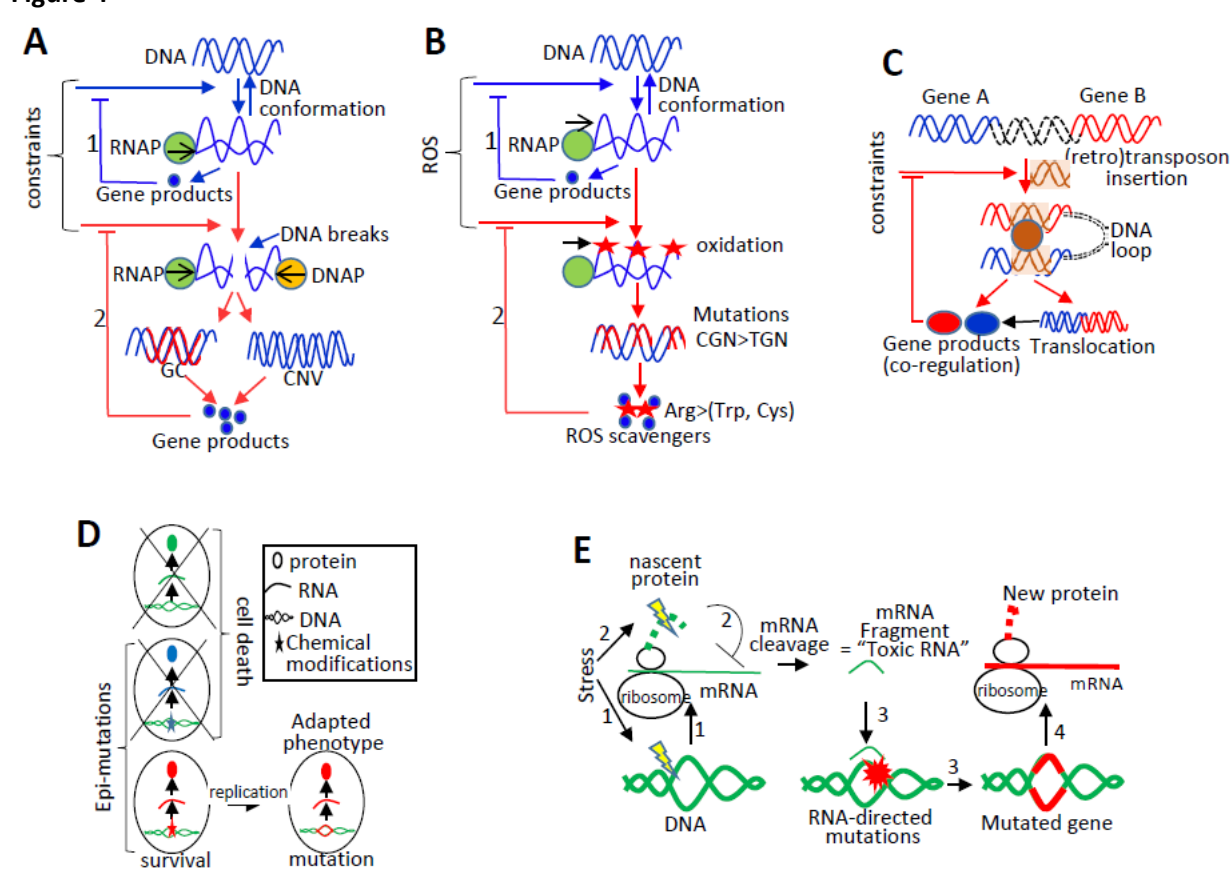 A
DNA
DNA
conformation
constraints
1
RNAP
Gene products
DNA breaks
RNAP
DNAP
2
GC
CNV
Gene products
B
DNA
DNA
conformation
ROS
1
RNAP
Gene products
oxidation
2
Mutations
CGN>TGN
Arg>(Trp, Cys)
ROS scavengers
C
Gene A
Gene B
constraints
(retro)transposon
insertion
DNA
loop
Gene products
(co-regulation)
Translocation
D
protein
RNA
DNA
Chemical
modifications
cell death
Epi-mutations
Adapted
phenotype
replication
survival
mutation
E
nascent
protein
Stress
2
2
mRNA
cleavage
mRNA
Fragment
= “Toxic RNA”
New protein
ribosome
mRNA
ribosome
mRNA
1
1
3
4
3
DNA
RNA-directed
mutations
Mutated gene